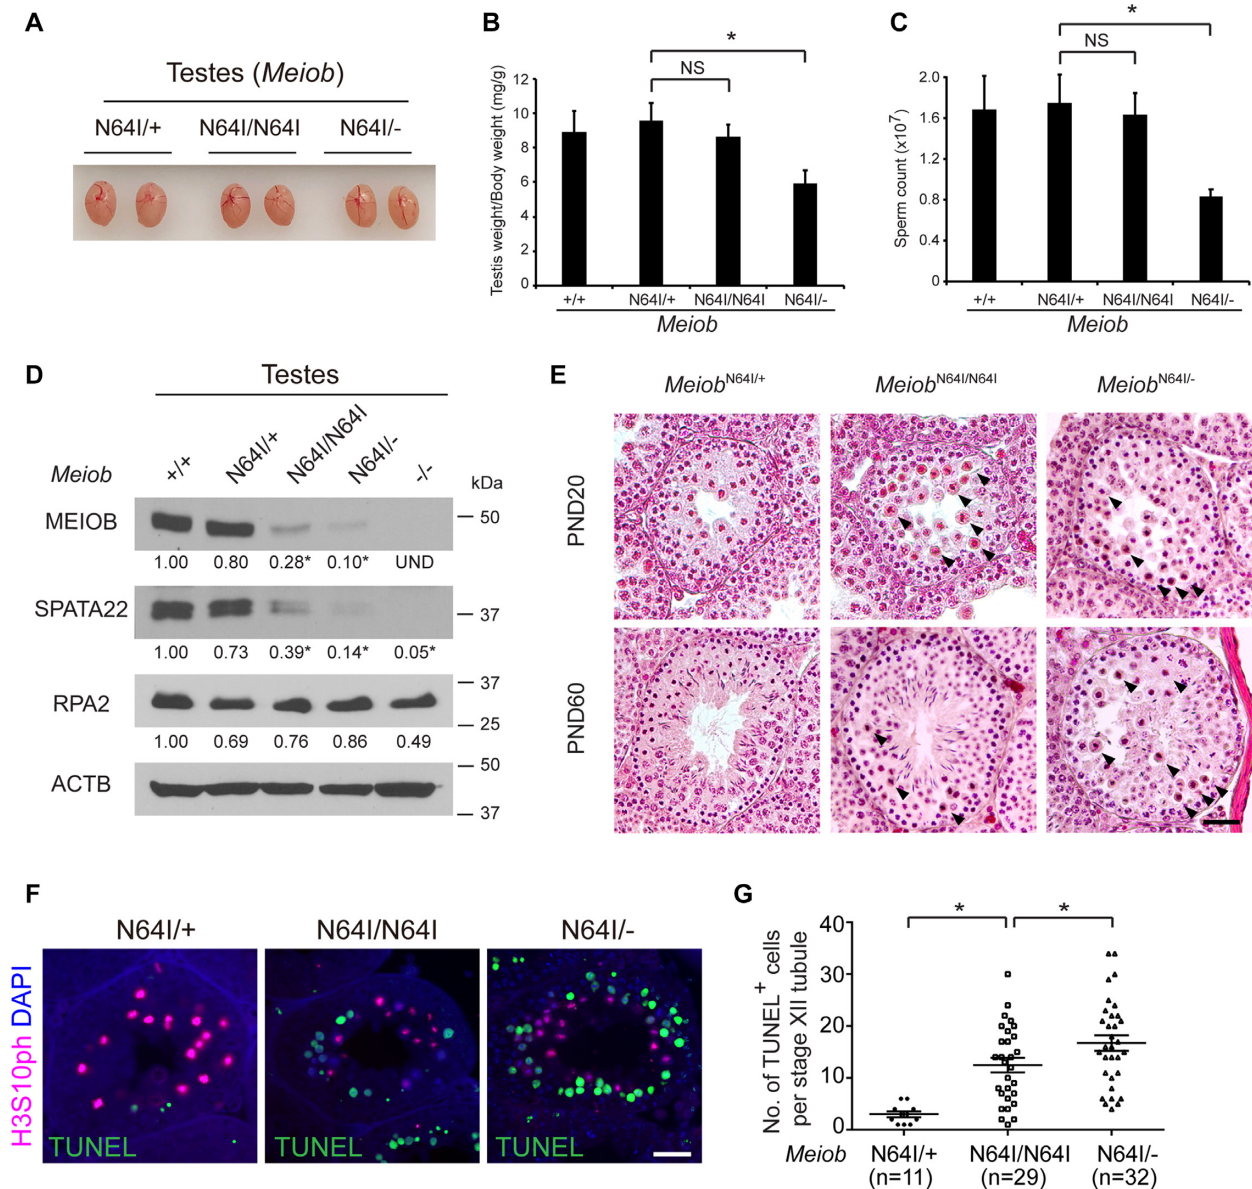 A
Testes (Meiob)
N64I/+ N64I/N64I N64I/-
B
*
NS
Testis weight/Body weight (mg/g)
12
10
8
6
4
2
0
+/+ N64I/+ N64I/N64I N64I/-
Meiob
C
*
NS
Sperm count (x10⁷)
2.0
1.6
1.2
0.8
0.4
0
+/+ N64I/+ N64I/N64I N64I/-
Meiob
D
Testes
Meiob +/+ N64I/+ N64I/N64I N64I/- -/-
kDa
MEIOB 50
1.00 0.80 0.28* 0.10* UND
SPATA22 37
1.00 0.73 0.39* 0.14* 0.05*
RPA2 37
25
1.00 0.69 0.76 0.86 0.49
ACTB 50
37
E
Meiob^N64I/+ Meiob^N64I/N64I Meiob^N64I/-
PND20
PND60
F
N64I/+ N64I/N64I N64I/-
H3S10ph DAPI
TUNEL TUNEL TUNEL
G
* *
No. of TUNEL⁺ cells
per stage XII tubule
40
30
20
10
0
Meiob N64I/+ N64I/N64I N64I/-
(n=11) (n=29) (n=32)